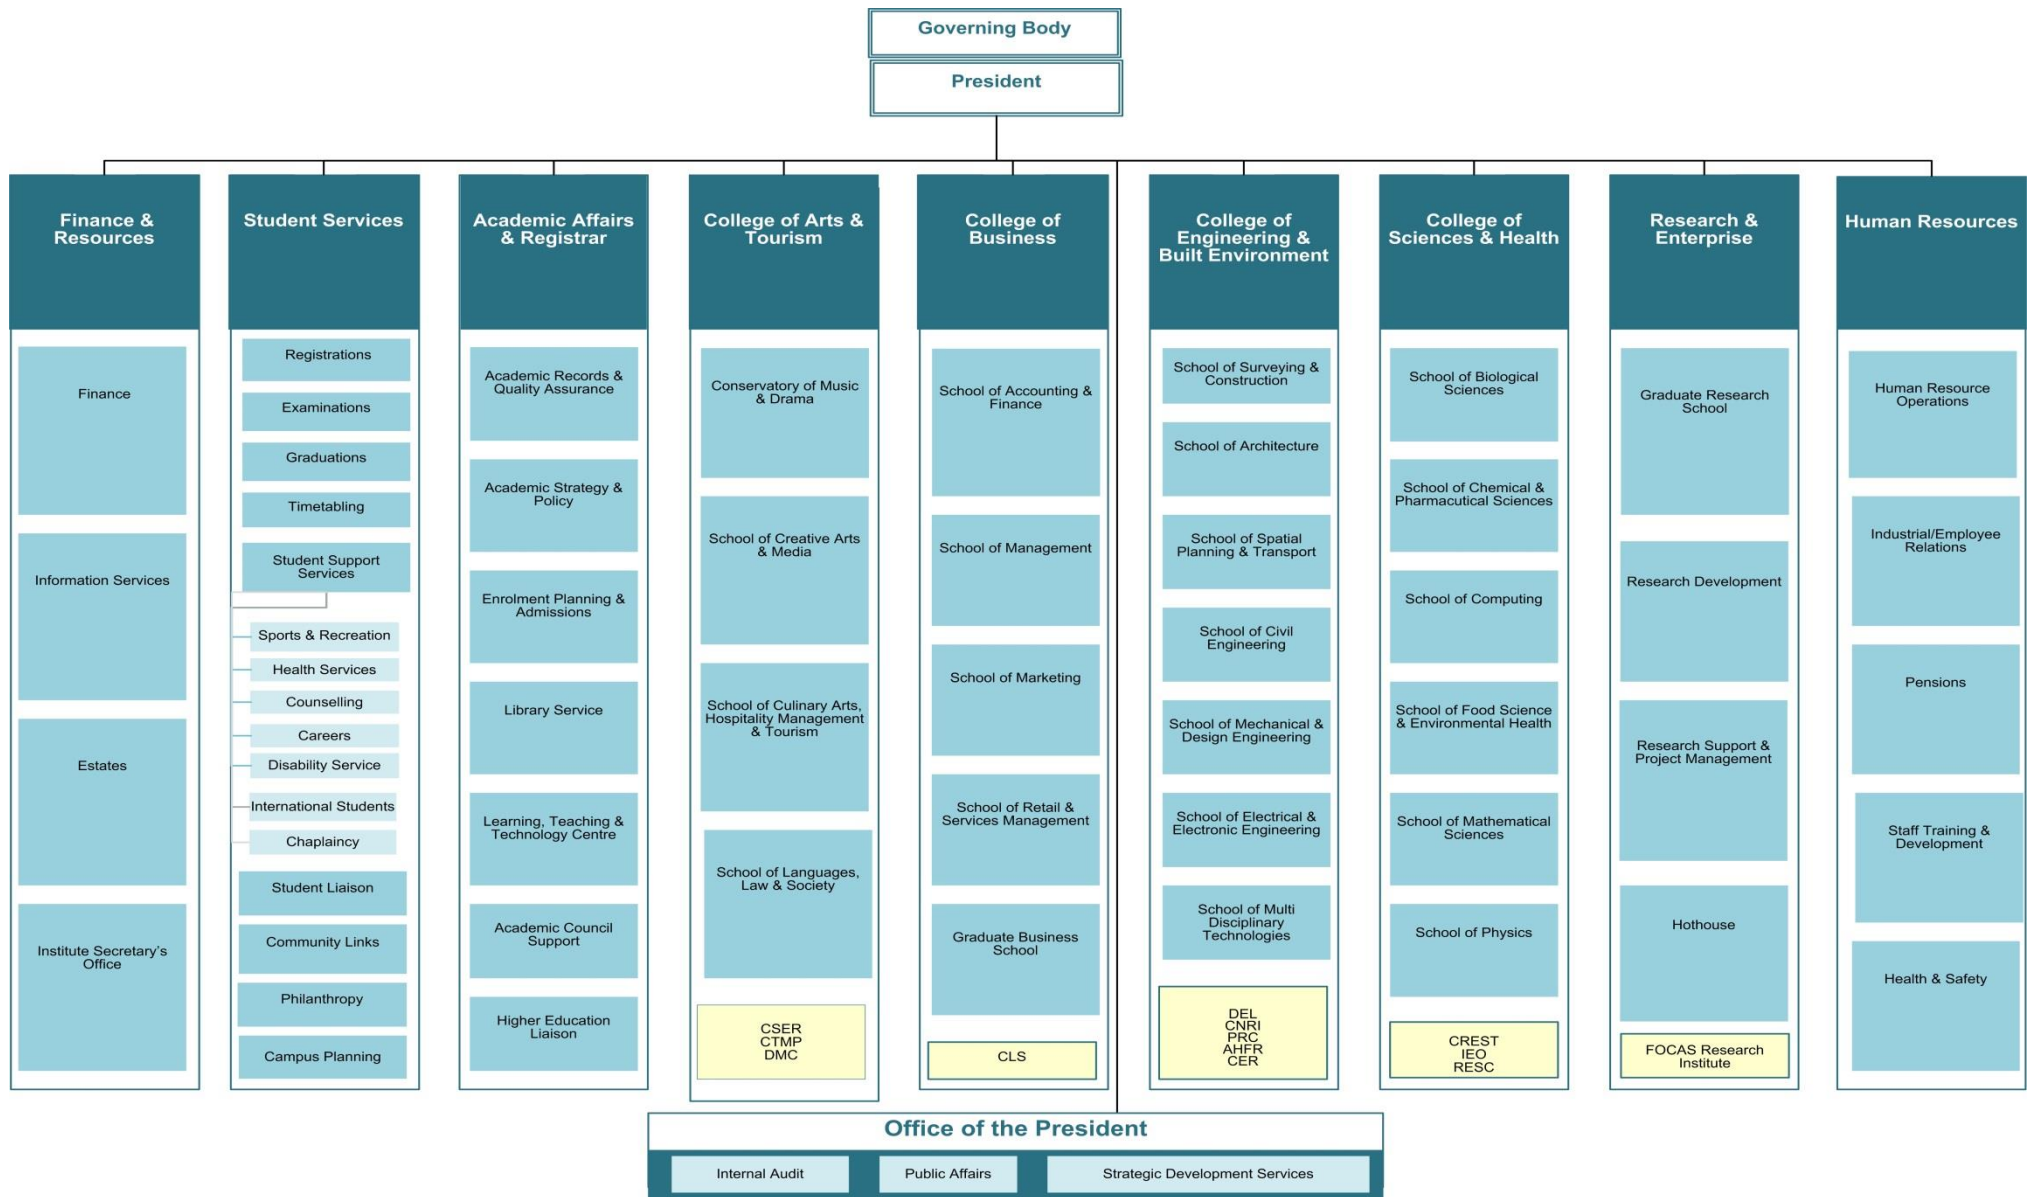 Governing Body
President
Finance &
Resources
Finance
Information Services
Estates
Institute Secretary's
Office
Student Services
Registrations
Examinations
Graduations
Timetabling
Student Support
Services
Sports & Recreation
Health Services
Counselling
Careers
Disability Service
International Students
Chaplaincy
Student Liaison
Community Links
Philanthropy
Campus Planning
Academic Affairs
& Registrar
Academic Records &
Quality Assurance
Academic Strategy &
Policy
Enrolment Planning &
Admissions
Library Service
Learning, Teaching &
Technology Centre
Academic Council
Support
Higher Education
Liaison
College of Arts &
Tourism
Conservatory of Music
& Drama
School of Creative Arts
& Media
School of Culinary Arts,
Hospitality Management
& Tourism
School of Languages,
Law & Society
CSER
CTMP
DMC
College of
Business
School of Accounting &
Finance
School of Management
School of Marketing
School of Retail &
Services Management
Graduate Business
School
CLS
College of
Engineering &
Built Environment
School of Surveying &
Construction
School of Architecture
School of Spatial
Planning & Transport
School of Civil
Engineering
School of Mechanical &
Design Engineering
School of Electrical &
Electronic Engineering
School of Multi
Disciplinary
Technologies
DEL
CNRI
PRC
AHFR
CER
College of
Sciences & Health
School of Biological
Sciences
School of Chemical &
Pharmacutical Sciences
School of Computing
School of Food Science
& Environmental Health
School of Mathematical
Sciences
School of Physics
CREST
IEO
RESC
Research &
Enterprise
Graduate Research
School
Research Development
Research Support &
Project Management
Hothouse
FOCAS Research
Institute
Human Resources
Human Resource
Operations
Industrial/Employee
Relations
Pensions
Staff Training &
Development
Health & Safety
Office of the President
Internal Audit
Public Affairs
Strategic Development Services